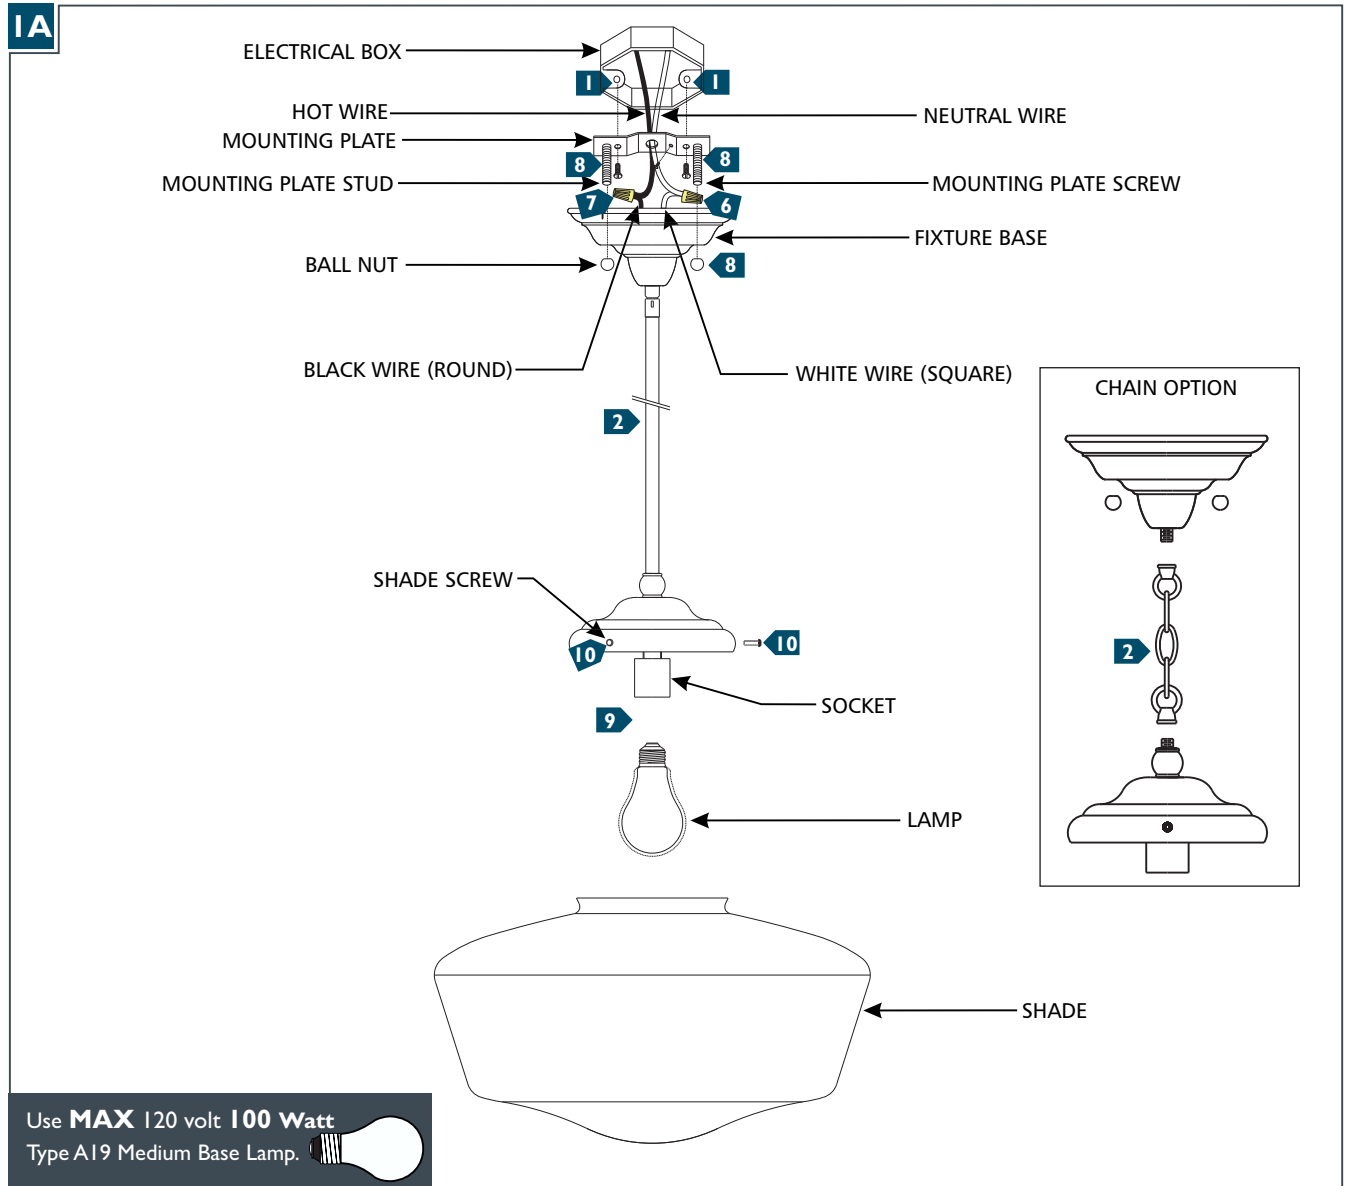 1A
ELECTRICAL BOX
1
1
HOT WIRE
NEUTRAL WIRE
MOUNTING PLATE
8
8
MOUNTING PLATE STUD
MOUNTING PLATE SCREW
7
6
FIXTURE BASE
BALL NUT
8
BLACK WIRE (ROUND)
WHITE WIRE (SQUARE)
2
CHAIN OPTION
2
SHADE SCREW
10
10
SOCKET
9
LAMP
SHADE
Use MAX 120 volt 100 Watt
Type A19 Medium Base Lamp.